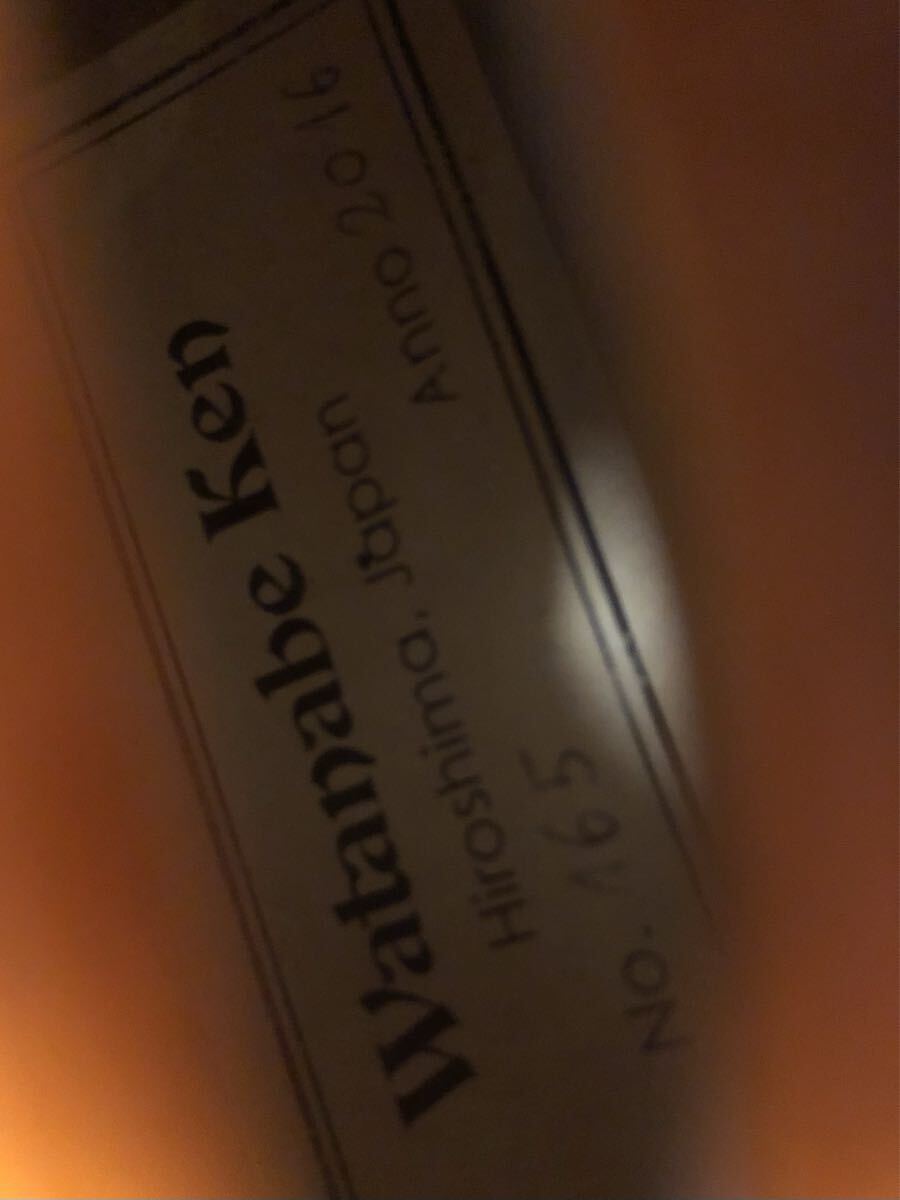 Watanabe Ken
Hiroshima, Japan
No. 165 Anno 2016